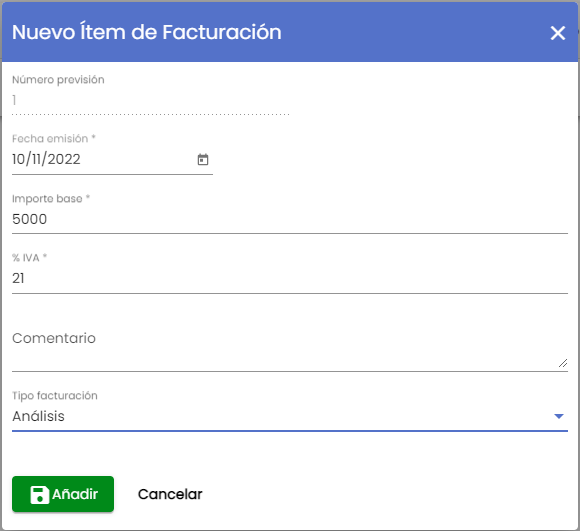 Nuevo Ítem de Facturación
Número previsión
1
Fecha emisión *
10/11/2022
Importe base *
5000
% IVA *
21
Comentario
Tipo facturación
Análisis
Añadir Cancelar